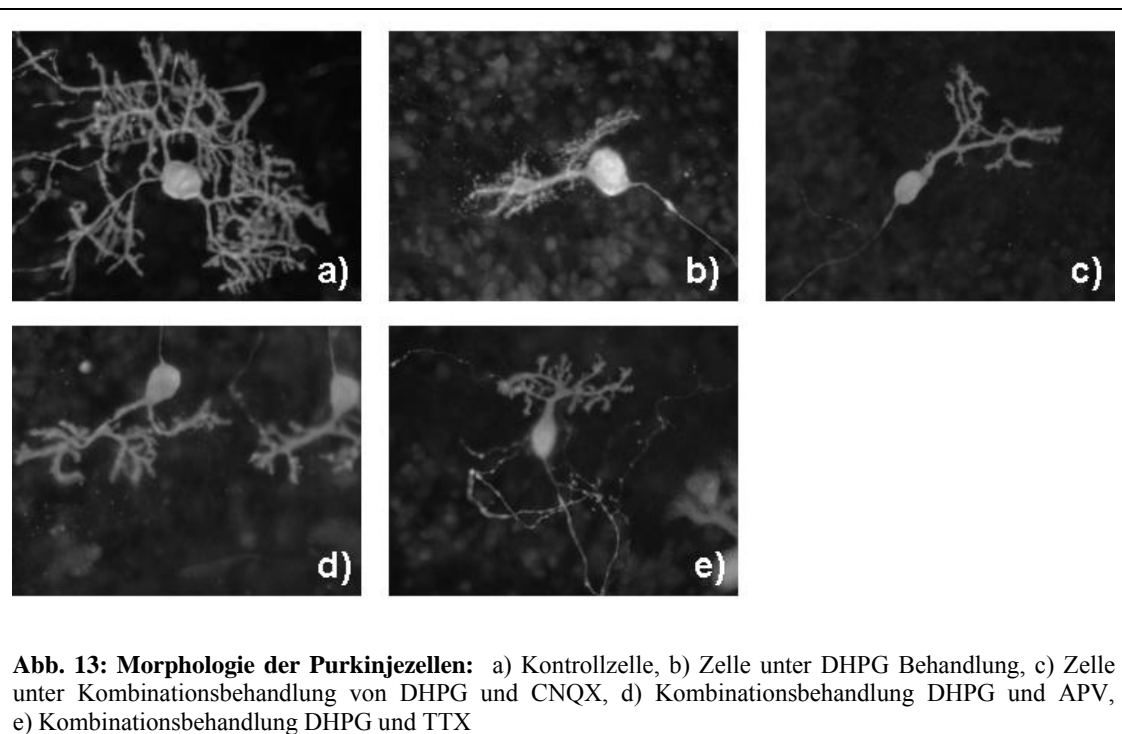 a)
b)
c)
d)
e)
Abb. 13: Morphologie der Purkinjezellen: a) Kontrollzelle, b) Zelle unter DHPG Behandlung, c) Zelle
unter Kombinationsbehandlung von DHPG und CNQX, d) Kombinationsbehandlung DHPG und APV,
e) Kombinationsbehandlung DHPG und TTX